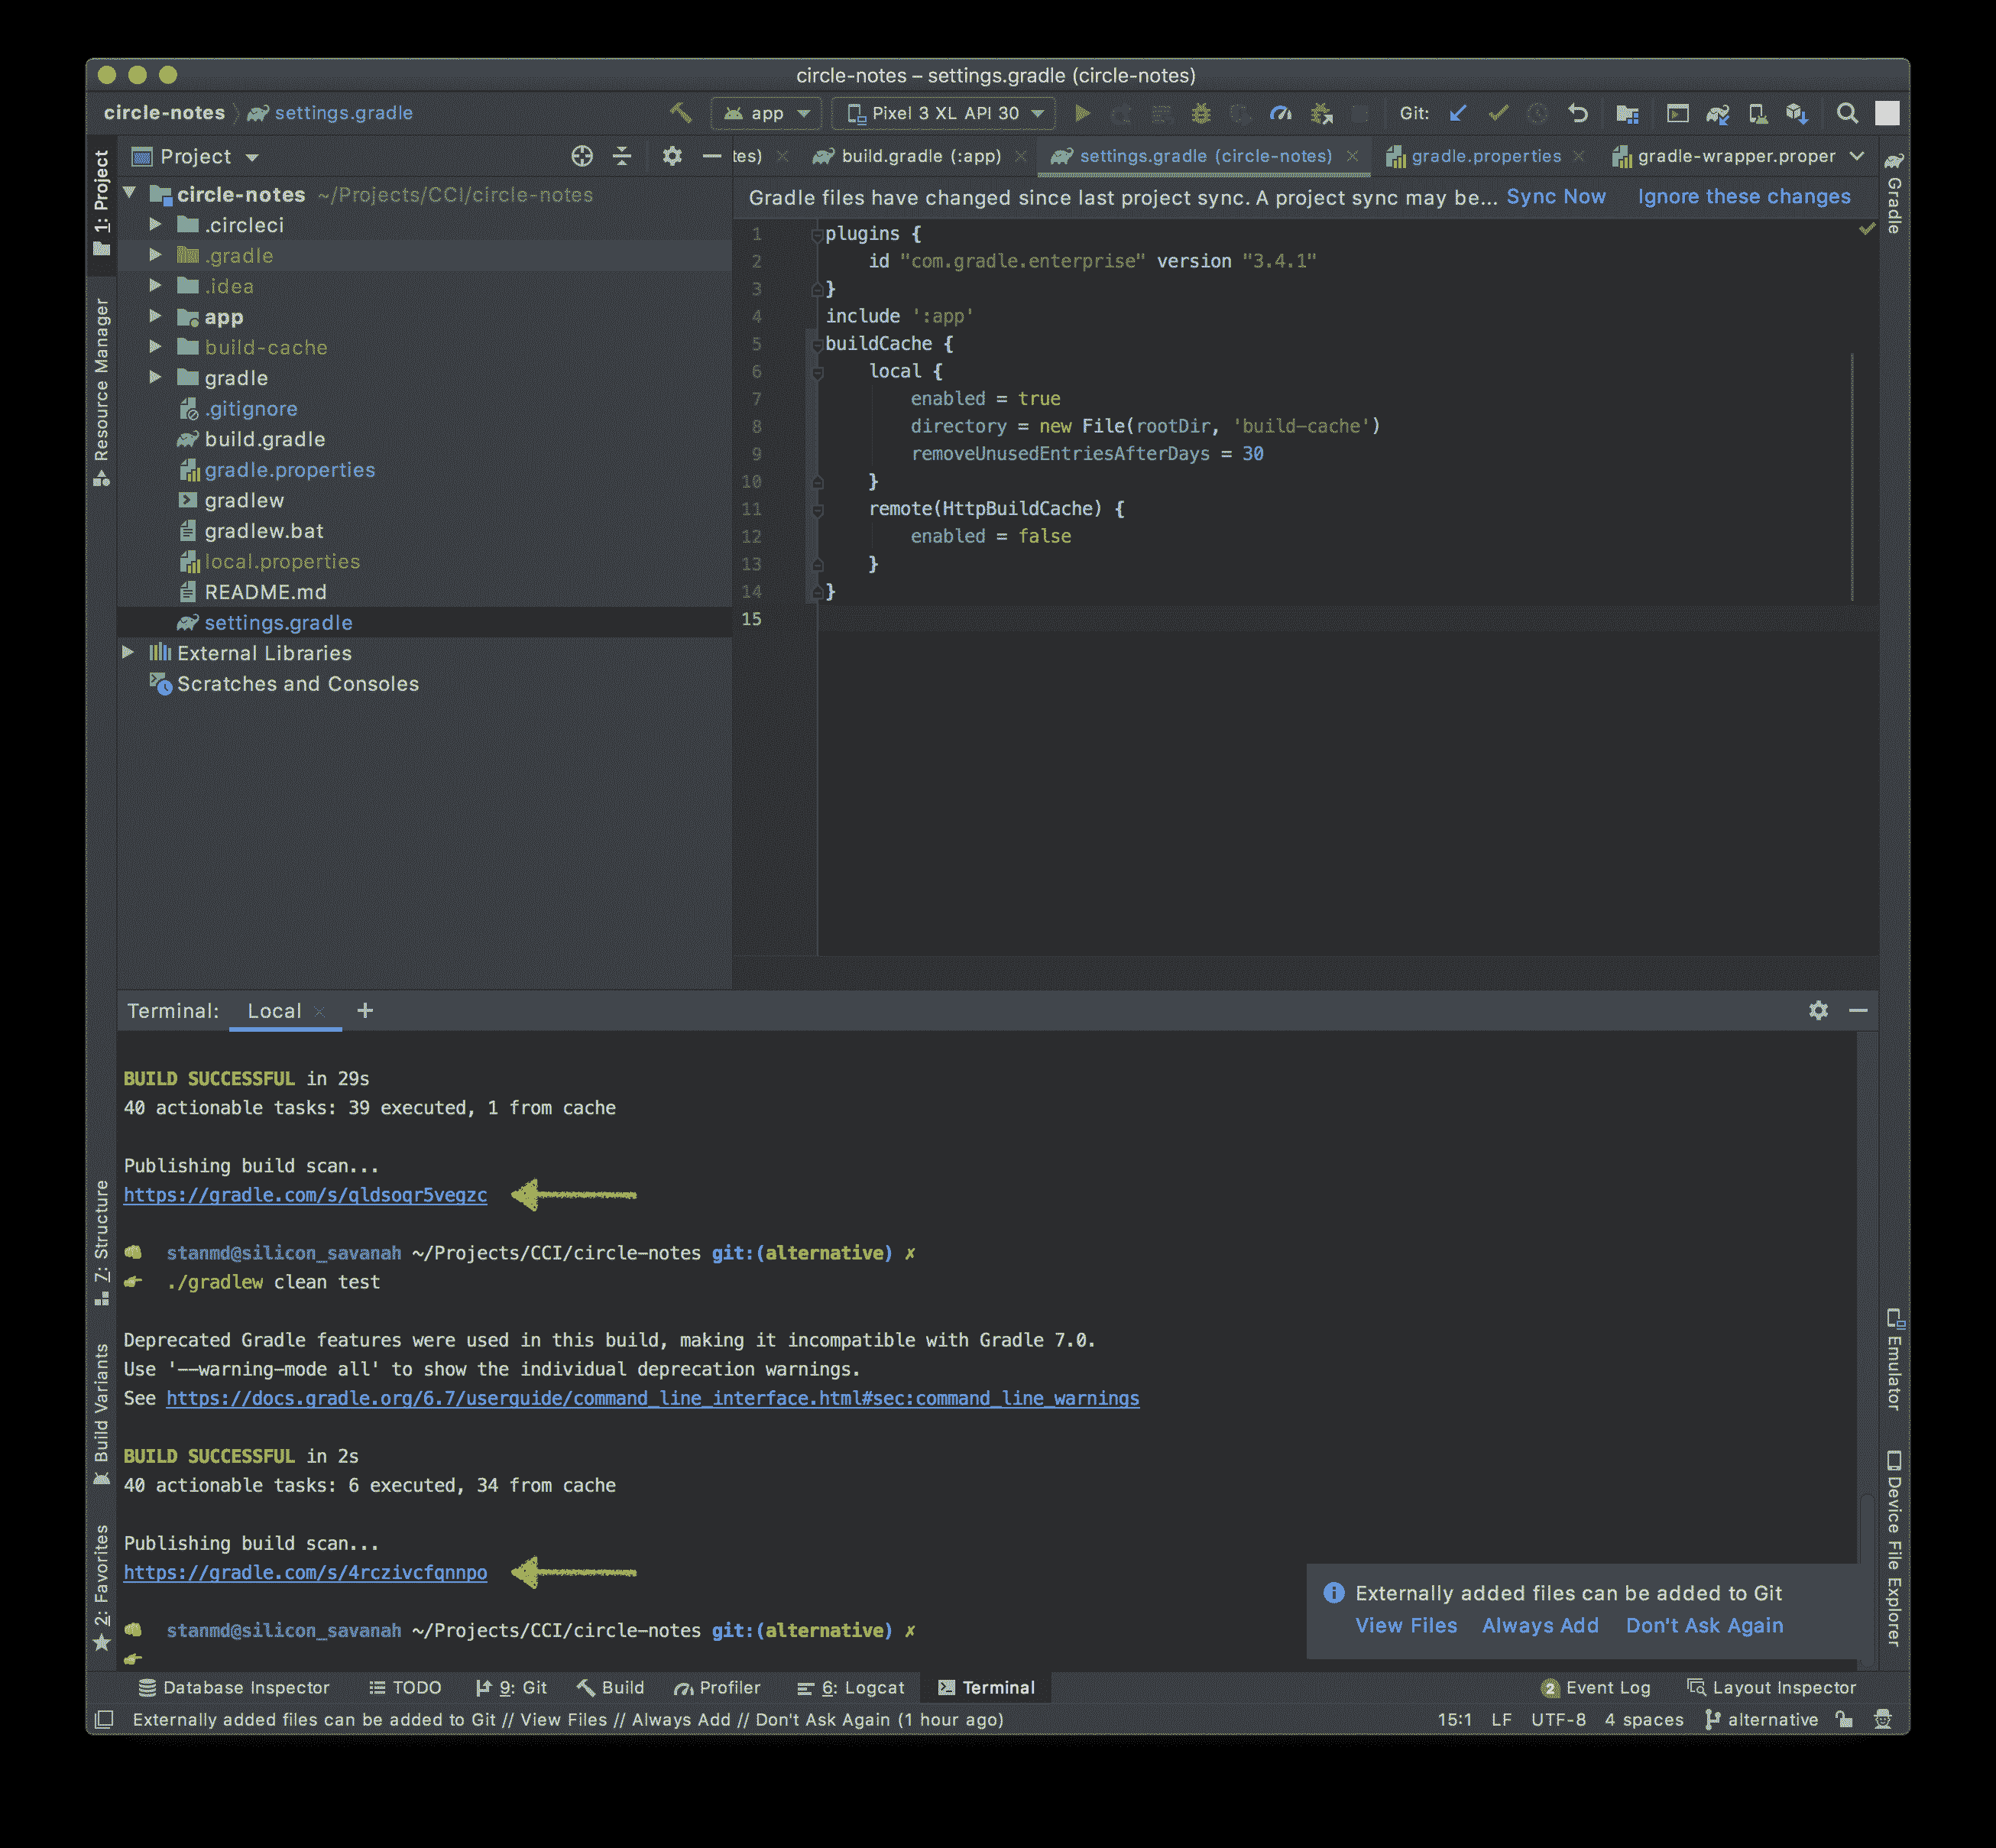 circle-notes – settings.gradle (circle-notes)
circle-notes settings.gradle app Pixel 3 XL API 30 Git:
1: Project
Resource Manager
Z: Structure
Build Variants
2: Favorites
Project
circle-notes ~/Projects/CCI/circle-notes
.circleci
.gradle
.idea
app
build-cache
gradle
.gitignore
build.gradle
gradle.properties
gradlew
gradlew.bat
local.properties
README.md
settings.gradle
External Libraries
Scratches and Consoles
tes) build.gradle (:app) settings.gradle (circle-notes) gradle.properties gradle-wrapper.proper
Gradle files have changed since last project sync. A project sync may be... Sync Now Ignore these changes
1 plugins {
2 id "com.gradle.enterprise" version "3.4.1"
3 }
4 include ':app'
5 buildCache {
6 local {
7 enabled = true
8 directory = new File(rootDir, 'build-cache')
9 removeUnusedEntriesAfterDays = 30
10 }
11 remote(HttpBuildCache) {
12 enabled = false
13 }
14 }
15
Gradle
Emulator
Device File Explorer
Terminal: Local
BUILD SUCCESSFUL in 29s
40 actionable tasks: 39 executed, 1 from cache
Publishing build scan...
https://gradle.com/s/qldsoqr5vegzc
stanmd@silicon_savanah ~/Projects/CCI/circle-notes git:(alternative) ✗
./gradlew clean test
Deprecated Gradle features were used in this build, making it incompatible with Gradle 7.0.
Use '--warning-mode all' to show the individual deprecation warnings.
See https://docs.gradle.org/6.7/userguide/command_line_interface.html#sec:command_line_warnings
BUILD SUCCESSFUL in 2s
40 actionable tasks: 6 executed, 34 from cache
Publishing build scan...
https://gradle.com/s/4rczivcfqnnpo
stanmd@silicon_savanah ~/Projects/CCI/circle-notes git:(alternative) ✗
Externally added files can be added to Git
View Files Always Add Don't Ask Again
Database Inspector TODO 9: Git Build Profiler 6: Logcat Terminal 2 Event Log Layout Inspector
Externally added files can be added to Git // View Files // Always Add // Don't Ask Again (1 hour ago) 15:1 LF UTF-8 4 spaces alternative